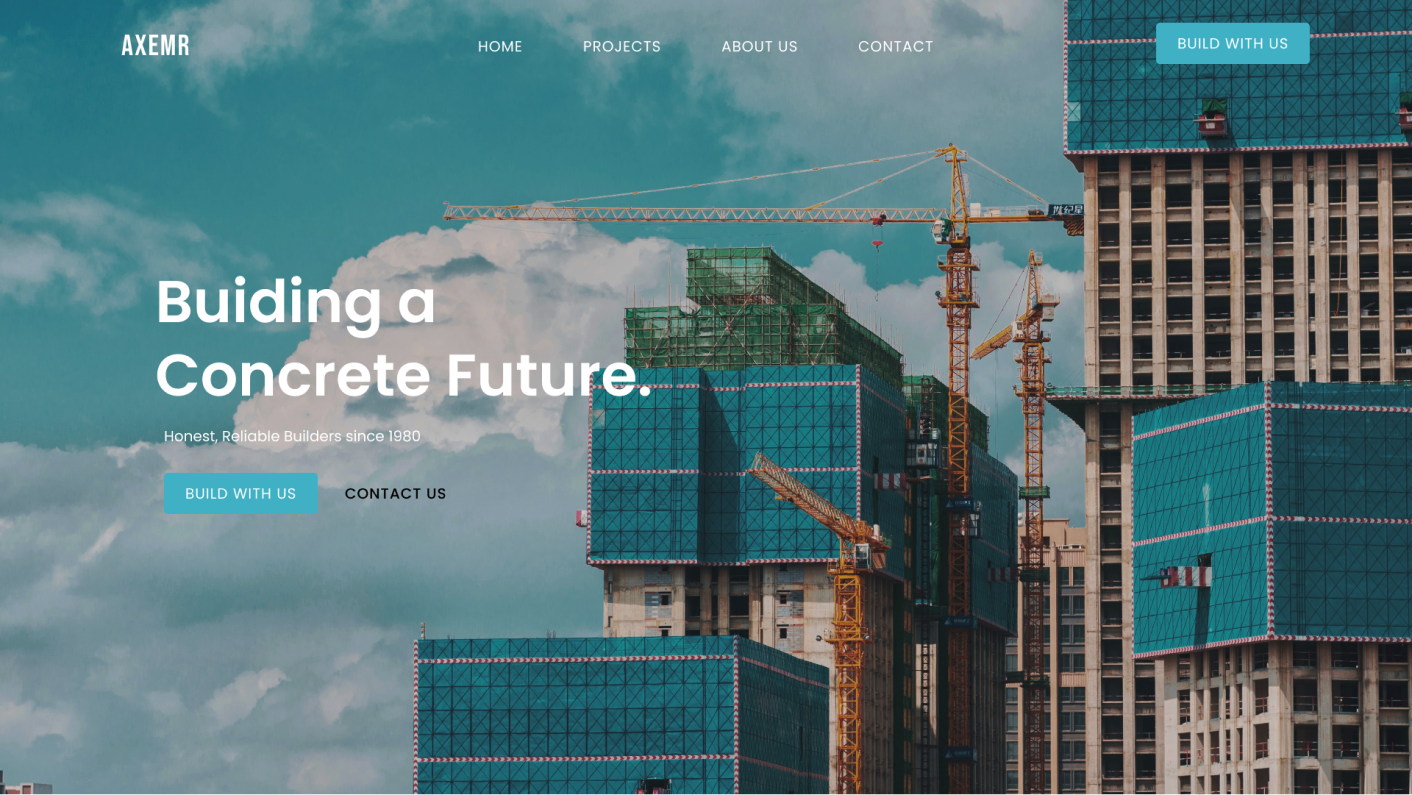 AXEMR
HOME PROJECTS ABOUT US CONTACT
BUILD WITH US
Buiding a
Concrete Future.
Honest, Reliable Builders since 1980
BUILD WITH US CONTACT US